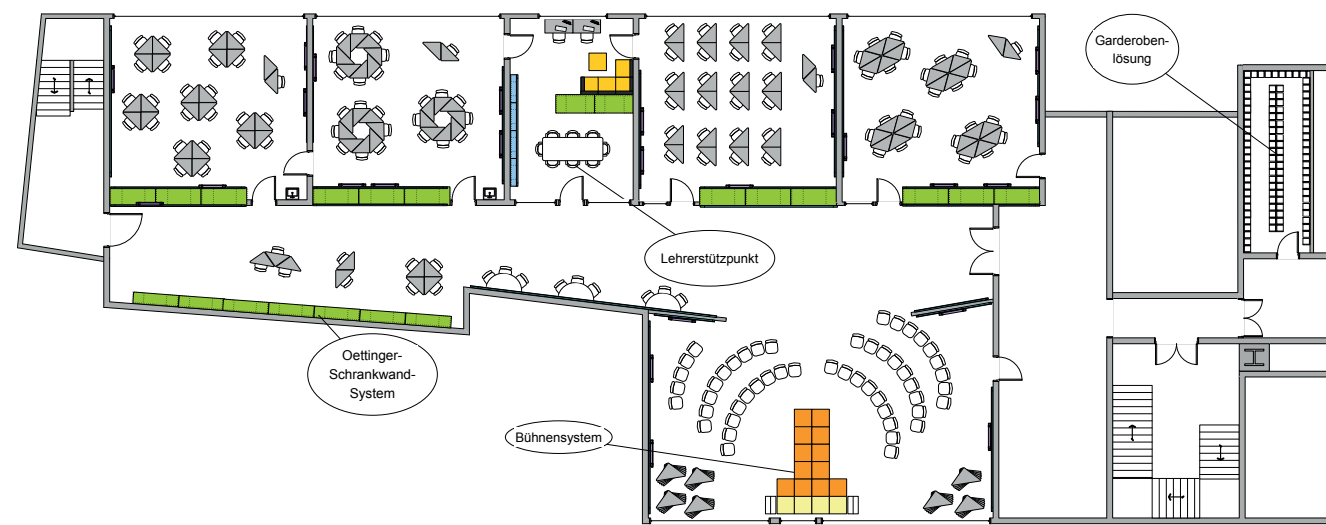 Garderoben-
lösung
Lehrerstützpunkt
Oettinger-
Schrankwand-
System
Bühnensystem